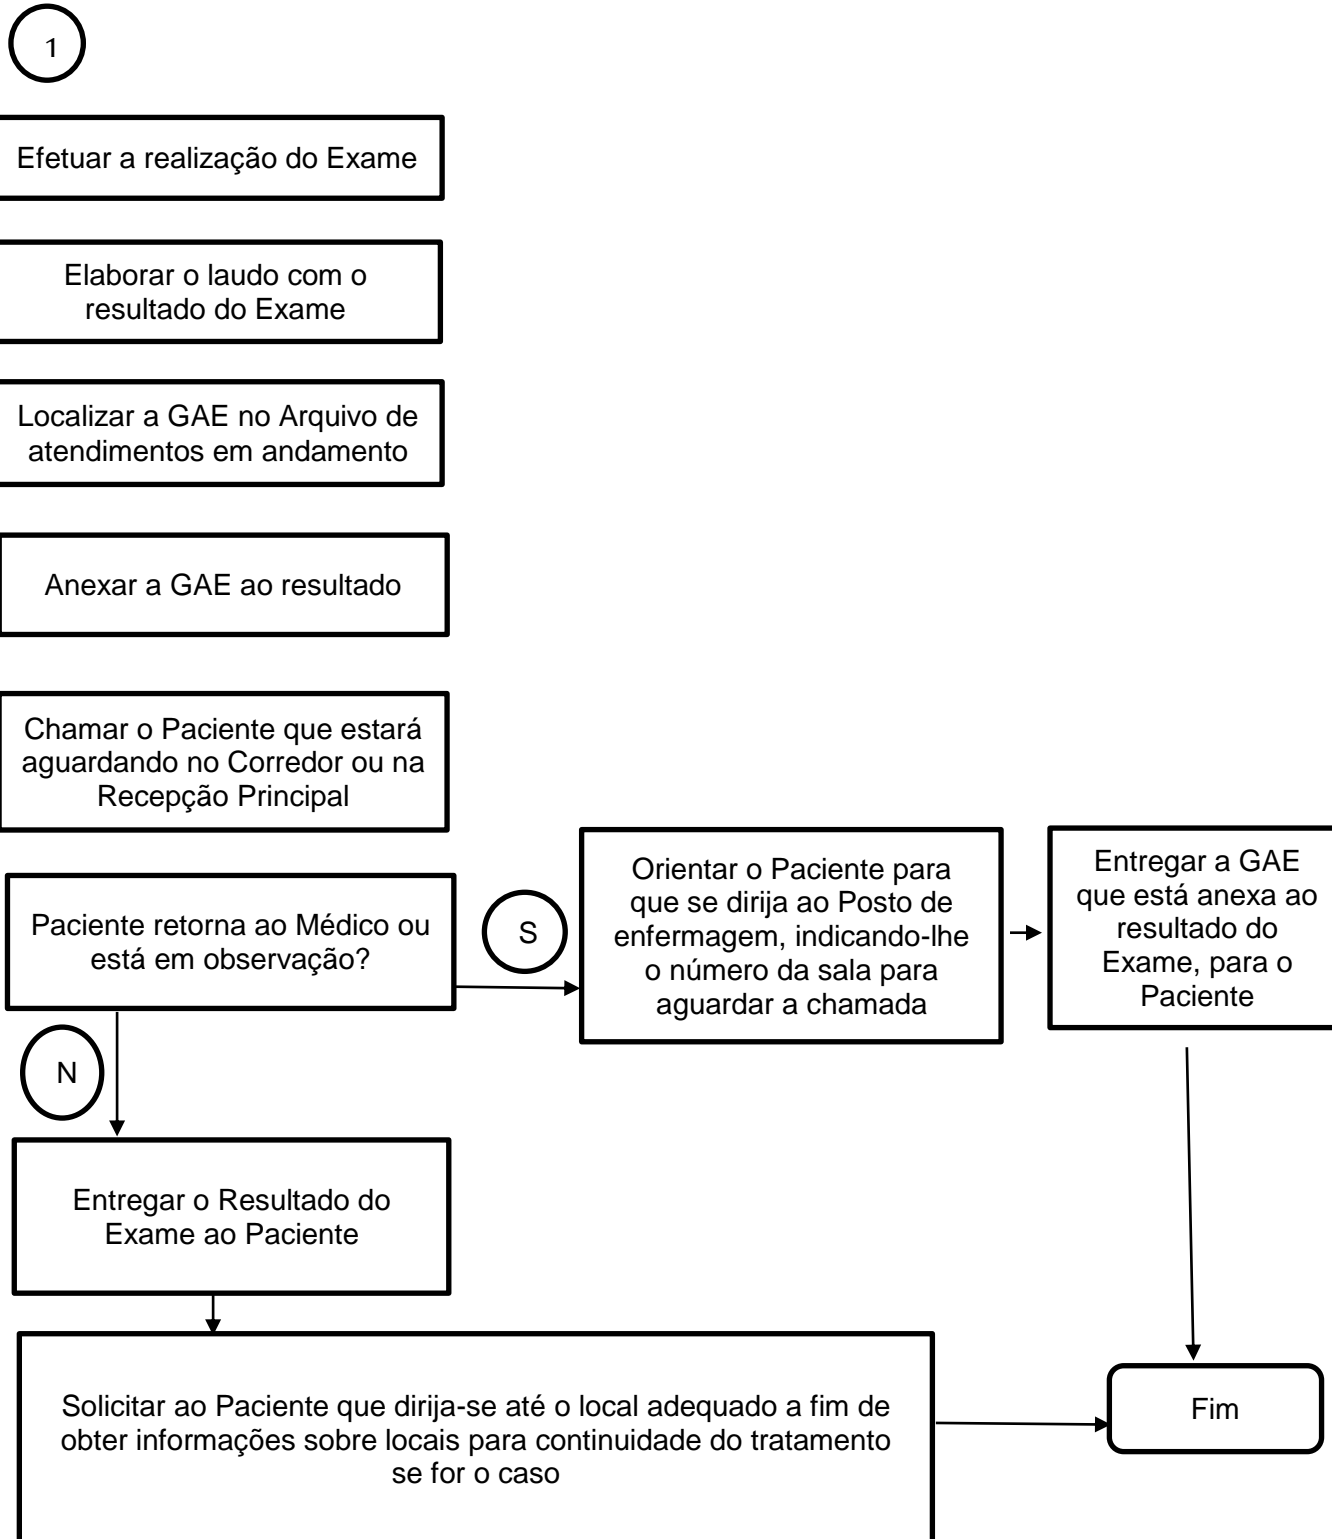 1
Efetuar a realização do Exame
Elaborar o laudo com o
resultado do Exame
Localizar a GAE no Arquivo de
atendimentos em andamento
Anexar a GAE ao resultado
Chamar o Paciente que estará
aguardando no Corredor ou na
Recepção Principal
Paciente retorna ao Médico ou
está em observação?
S
Orientar o Paciente para
que se dirija ao Posto de
enfermagem, indicando-lhe
o número da sala para
aguardar a chamada
Entregar a GAE
que está anexa ao
resultado do
Exame, para o
Paciente
N
Entregar o Resultado do
Exame ao Paciente
Solicitar ao Paciente que dirija-se até o local adequado a fim de
obter informações sobre locais para continuidade do tratamento
se for o caso
Fim